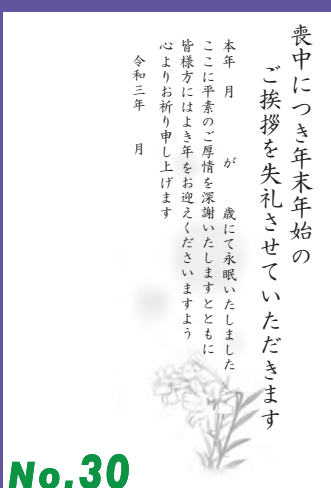 喪中につき年末年始の
ご挨拶を失礼させていただきます
本年　月　　が　　歳にて永眠いたしました
ここに平素のご厚情を深謝いたしますとともに
皆様方にはよき年をお迎えくださいますよう
心よりお祈り申し上げます
令和三年　　月
No.30